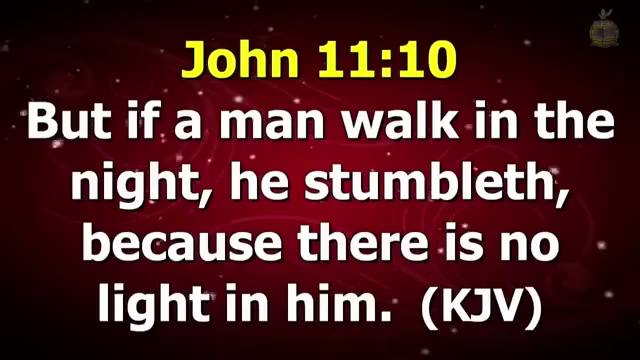 John 11:10
But if a man walk in the
night, he stumbleth,
because there is no
light in him. (KJV)